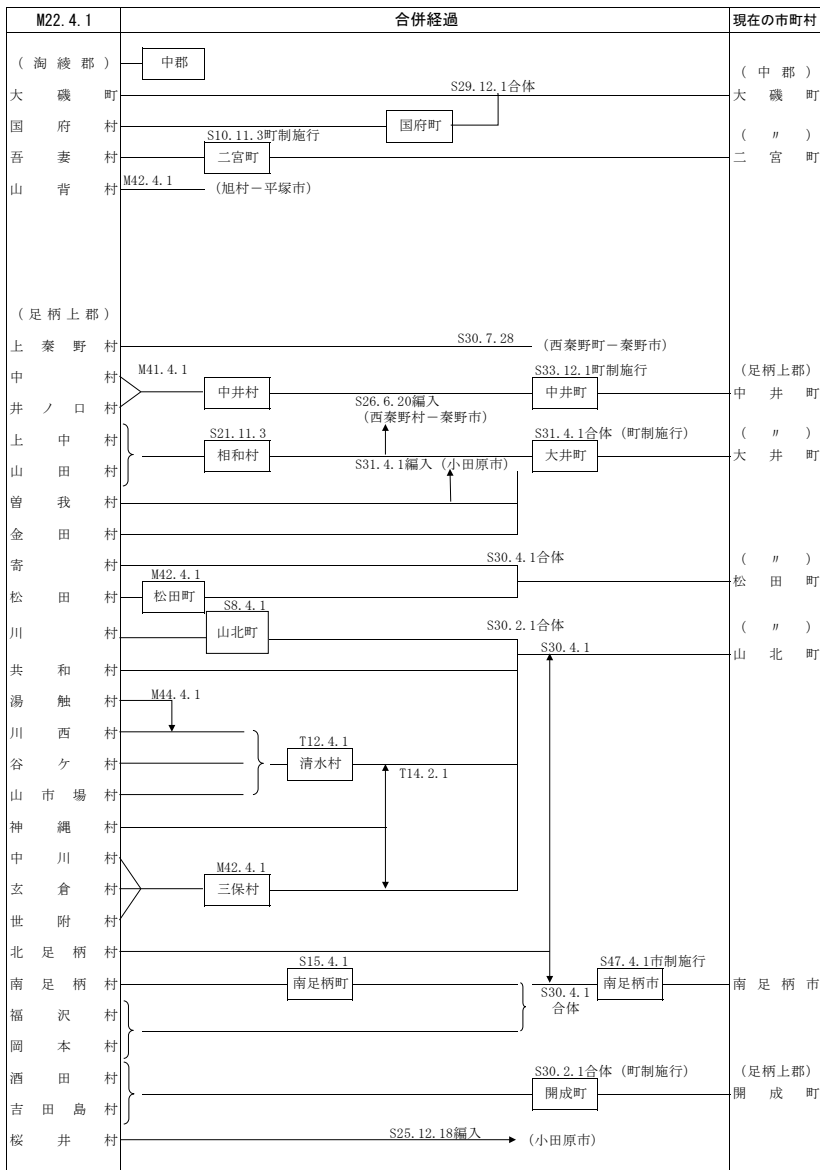 M22.4.1 合併経過 現在の市町村
(淘綾郡) 中郡
(中郡)
S29.12.1合体
大磯町 大磯町
国府村 国府町
(〃)
S10.11.3町制施行
吾妻村 二宮町 二宮町
M42.4.1
山背村 (旭村－平塚市)
(足柄上郡)
S30.7.28
上秦野村 (西秦野町－秦野市)
M41.4.1 S33.12.1町制施行 (足柄上郡)
中村
中井村 中井町 中井町
井ノ口村
S26.6.20編入
(西秦野村－秦野市)
S21.11.3 S31.4.1合体（町制施行） (〃)
上中村
相和村 大井町 大井町
S31.4.1編入（小田原市）
山田村
曽我村
金田村
S30.4.1合体 (〃)
寄村
M42.4.1
松田町 松田町
松田村
S8.4.1
S30.2.1合体 (〃)
川村 山北町
S30.4.1
山北町
共和村
M44.4.1
湯触村
川西村
T12.4.1
谷ケ村 清水村
T14.2.1
山市場村
神縄村
中川村
M42.4.1
玄倉村 三保村
世附村
北足柄村
S15.4.1 S47.4.1市制施行
南足柄村 南足柄町 南足柄市 南足柄市
S30.4.1
合体
福沢村
岡本村
S30.2.1合体（町制施行） (足柄上郡)
酒田村
開成町 開成町
吉田島村
S25.12.18編入
桜井村 (小田原市)